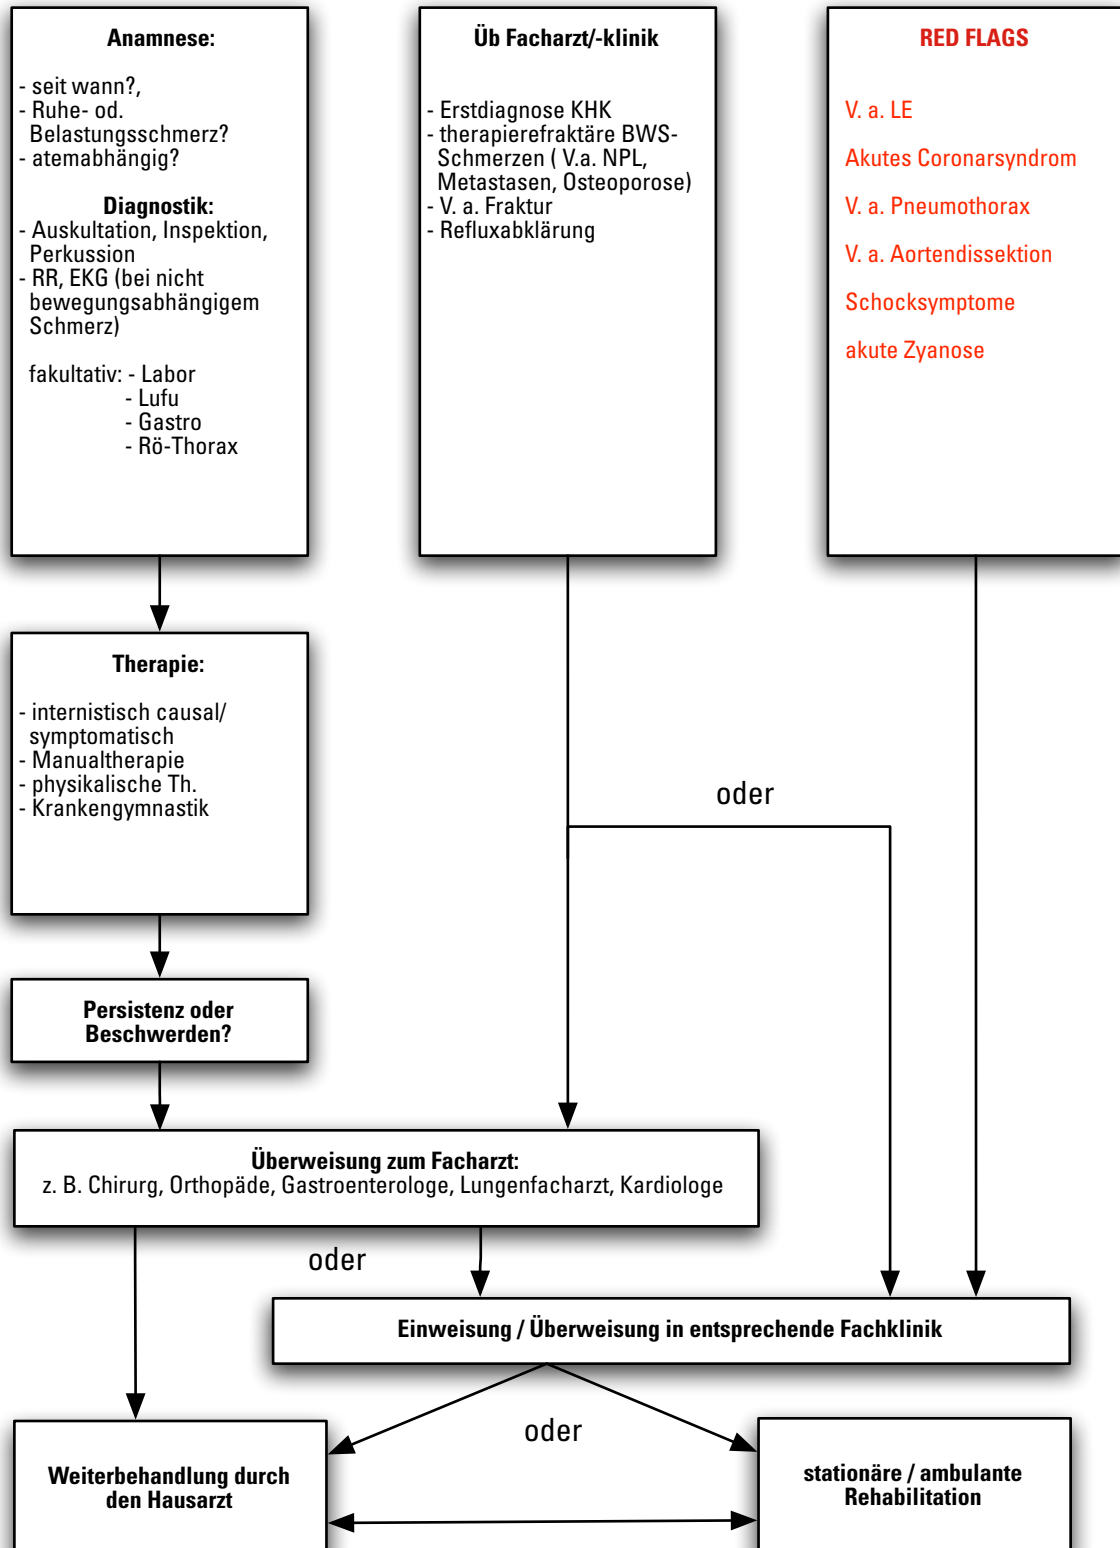 Anamnese:
- seit wann?,
- Ruhe- od.
Belastungsschmerz?
- atemabhängig?
Diagnostik:
- Auskultation, Inspektion,
Perkussion
- RR, EKG (bei nicht
bewegungsabhängigem
Schmerz)
fakultativ: - Labor
- Lufu
- Gastro
- Rö-Thorax
Üb Facharzt/-klinik
- Erstdiagnose KHK
- therapierefraktäre BWS-
Schmerzen ( V.a. NPL,
Metastasen, Osteoporose)
- V. a. Fraktur
- Refluxabklärung
RED FLAGS
V. a. LE
Akutes Coronarsyndrom
V. a. Pneumothorax
V. a. Aortendissektion
Schocksymptome
akute Zyanose
Therapie:
- internistisch causal/
symptomatisch
- Manualtherapie
- physikalische Th.
- Krankengymnastik
oder
Persistenz oder
Beschwerden?
Überweisung zum Facharzt:
z. B. Chirurg, Orthopäde, Gastroenterologe, Lungenfacharzt, Kardiologe
oder
Einweisung / Überweisung in entsprechende Fachklinik
oder
Weiterbehandlung durch
den Hausarzt
stationäre / ambulante
Rehabilitation